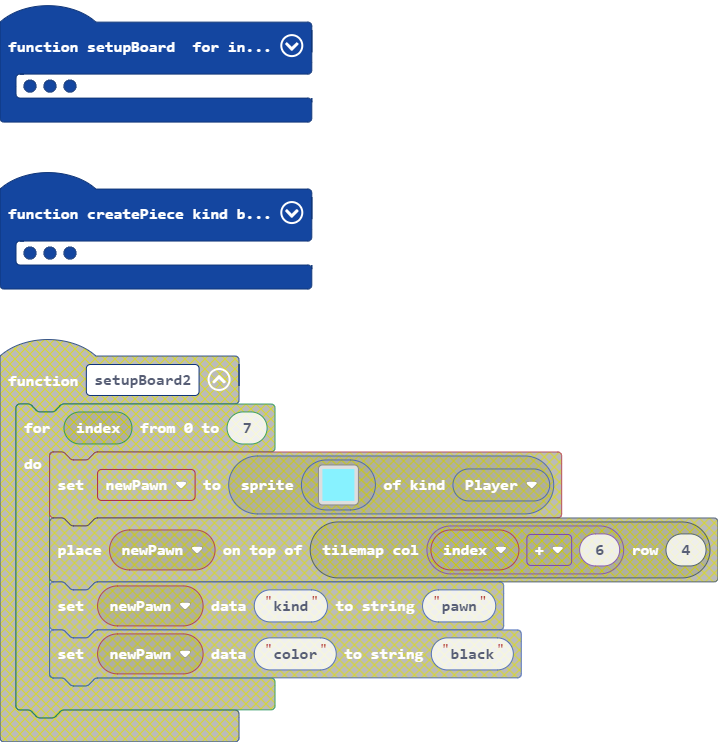 function setupBoard for in...
function createPiece kind b...
function setupBoard2
for index from 0 to 7
do
set newPawn to sprite of kind Player
place newPawn on top of tilemap col index + 6 row 4
set newPawn data "kind" to string "pawn"
set newPawn data "color" to string "black"